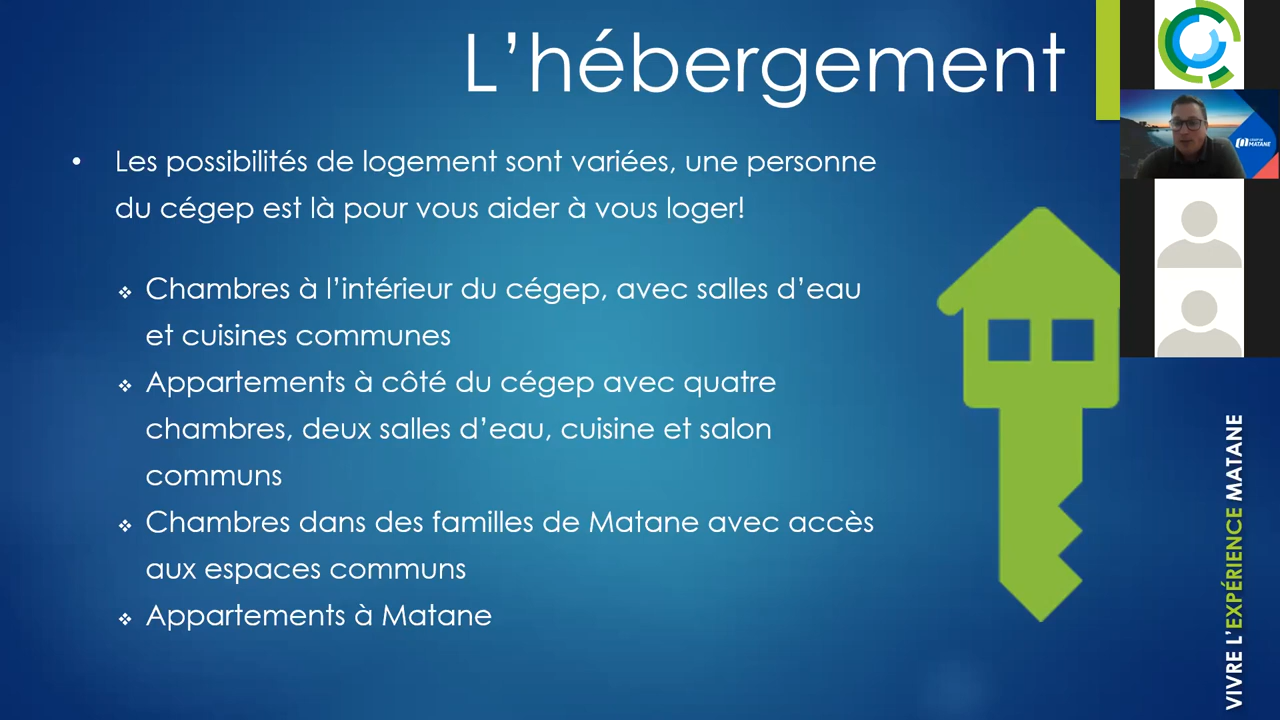 L’hébergement
• Les possibilités de logement sont variées, une personne
du cégep est là pour vous aider à vous loger!
❖ Chambres à l’intérieur du cégep, avec salles d’eau
et cuisines communes
❖ Appartements à côté du cégep avec quatre
chambres, deux salles d’eau, cuisine et salon
communs
❖ Chambres dans des familles de Matane avec accès
aux espaces communs
❖ Appartements à Matane
MATANE
VIVRE L’EXPÉRIENCE MATANE